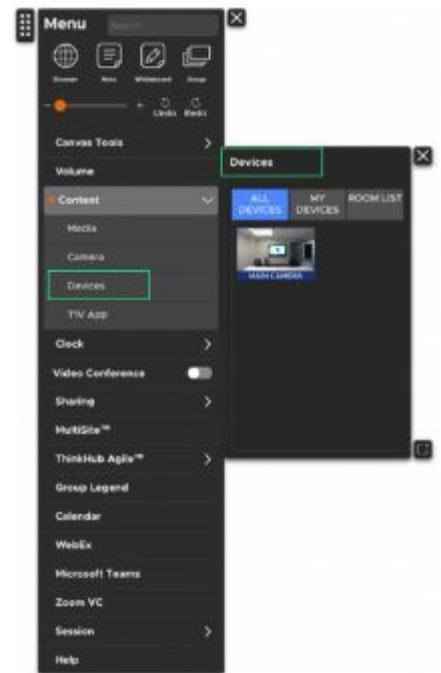 Menu
Search
Browser Note Whiteboard Group
- + Undo Redo
Canvas Tools
Volume
Content
Media
Camera
Devices
T1V App
Clock
Video Conference
Sharing
MultiSite™
ThinkHub Agile™
Group Legend
Calendar
WebEx
Microsoft Teams
Zoom VC
Session
Help
Devices
ALL DEVICES
MY DEVICES
ROOM LIST
MAIN CAMERA